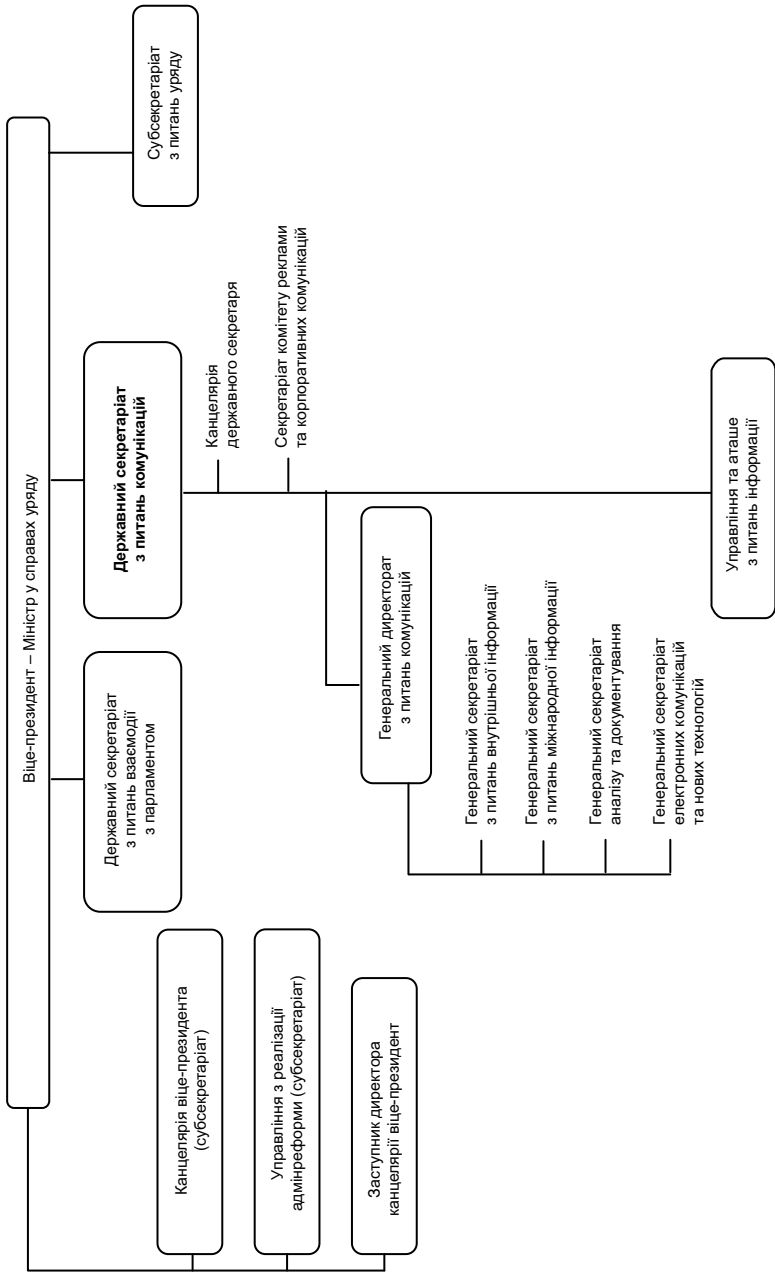 Віце-президент – Міністр у справах уряду
Канцелярія віце-президента
(субсекретаріат)
Управління з реалізації
адмінреформи (субсекретаріат)
Заступник директора
канцелярії віце-президент
Державний секретаріат
з питань взаємодії
з парламентом
Державний секретаріат
з питань комунікацій
Субсекретаріат
з питань уряду
Канцелярія
державного секретаря
Секретаріат комітету реклами
та корпоративних комунікацій
Генеральний директорат
з питань комунікацій
Генеральний секретаріат
з питань внутрішньої інформації
Генеральний секретаріат
з питань міжнародної інформації
Генеральний секретаріат
аналізу та документування
Генеральний секретаріат
електронних комунікацій
та нових технологій
Управління та аташе
з питань інформації